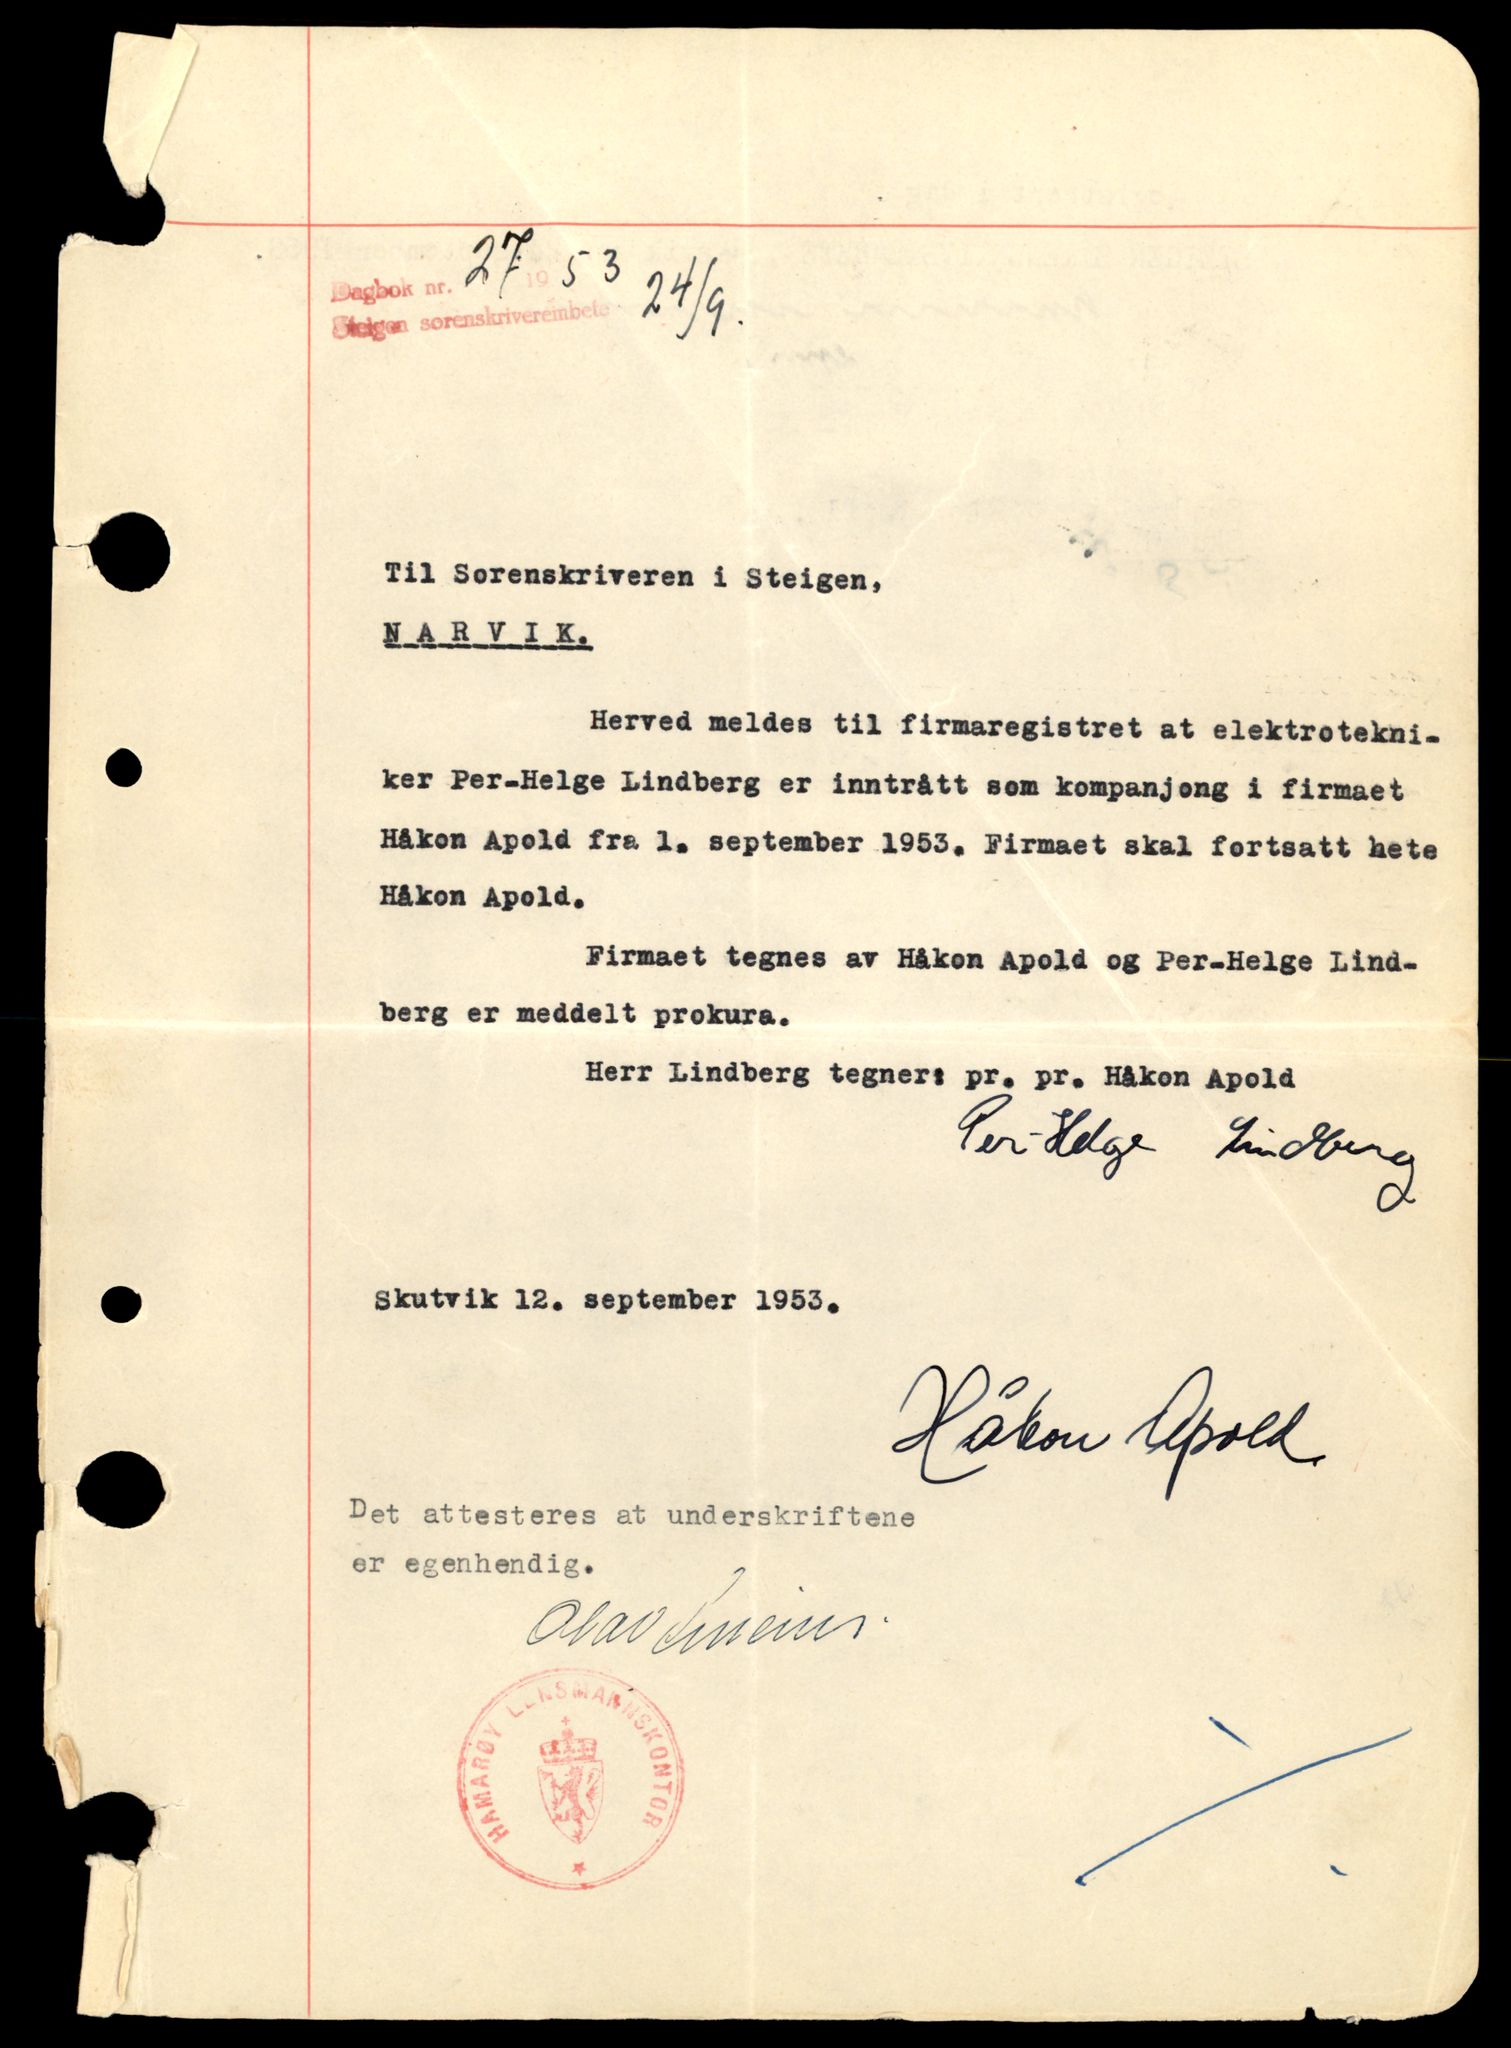 Dagbok nr. 27 1953
Steigen sorenskriverembete 24/9.
Til Sorenskriveren i Steigen,
N A R V I K.
Herved meldes til firmaregistret at elektrotekni-
ker Per-Helge Lindberg er inntrått som kompanjong i firmaet
Håkon Apold fra 1. september 1953. Firmaet skal fortsatt hete
Håkon Apold.
Firmaet tegnes av Håkon Apold og Per-Helge Lind-
berg er meddelt prokura.
Herr Lindberg tegner: pr. pr. Håkon Apold
Per-Helge Lindberg
Skutvik 12. september 1953.
Håkon Apold.
Det attesteres at underskriftene
er egenhendig.
Olav
HAMARØY LENSMANNSKONTOR